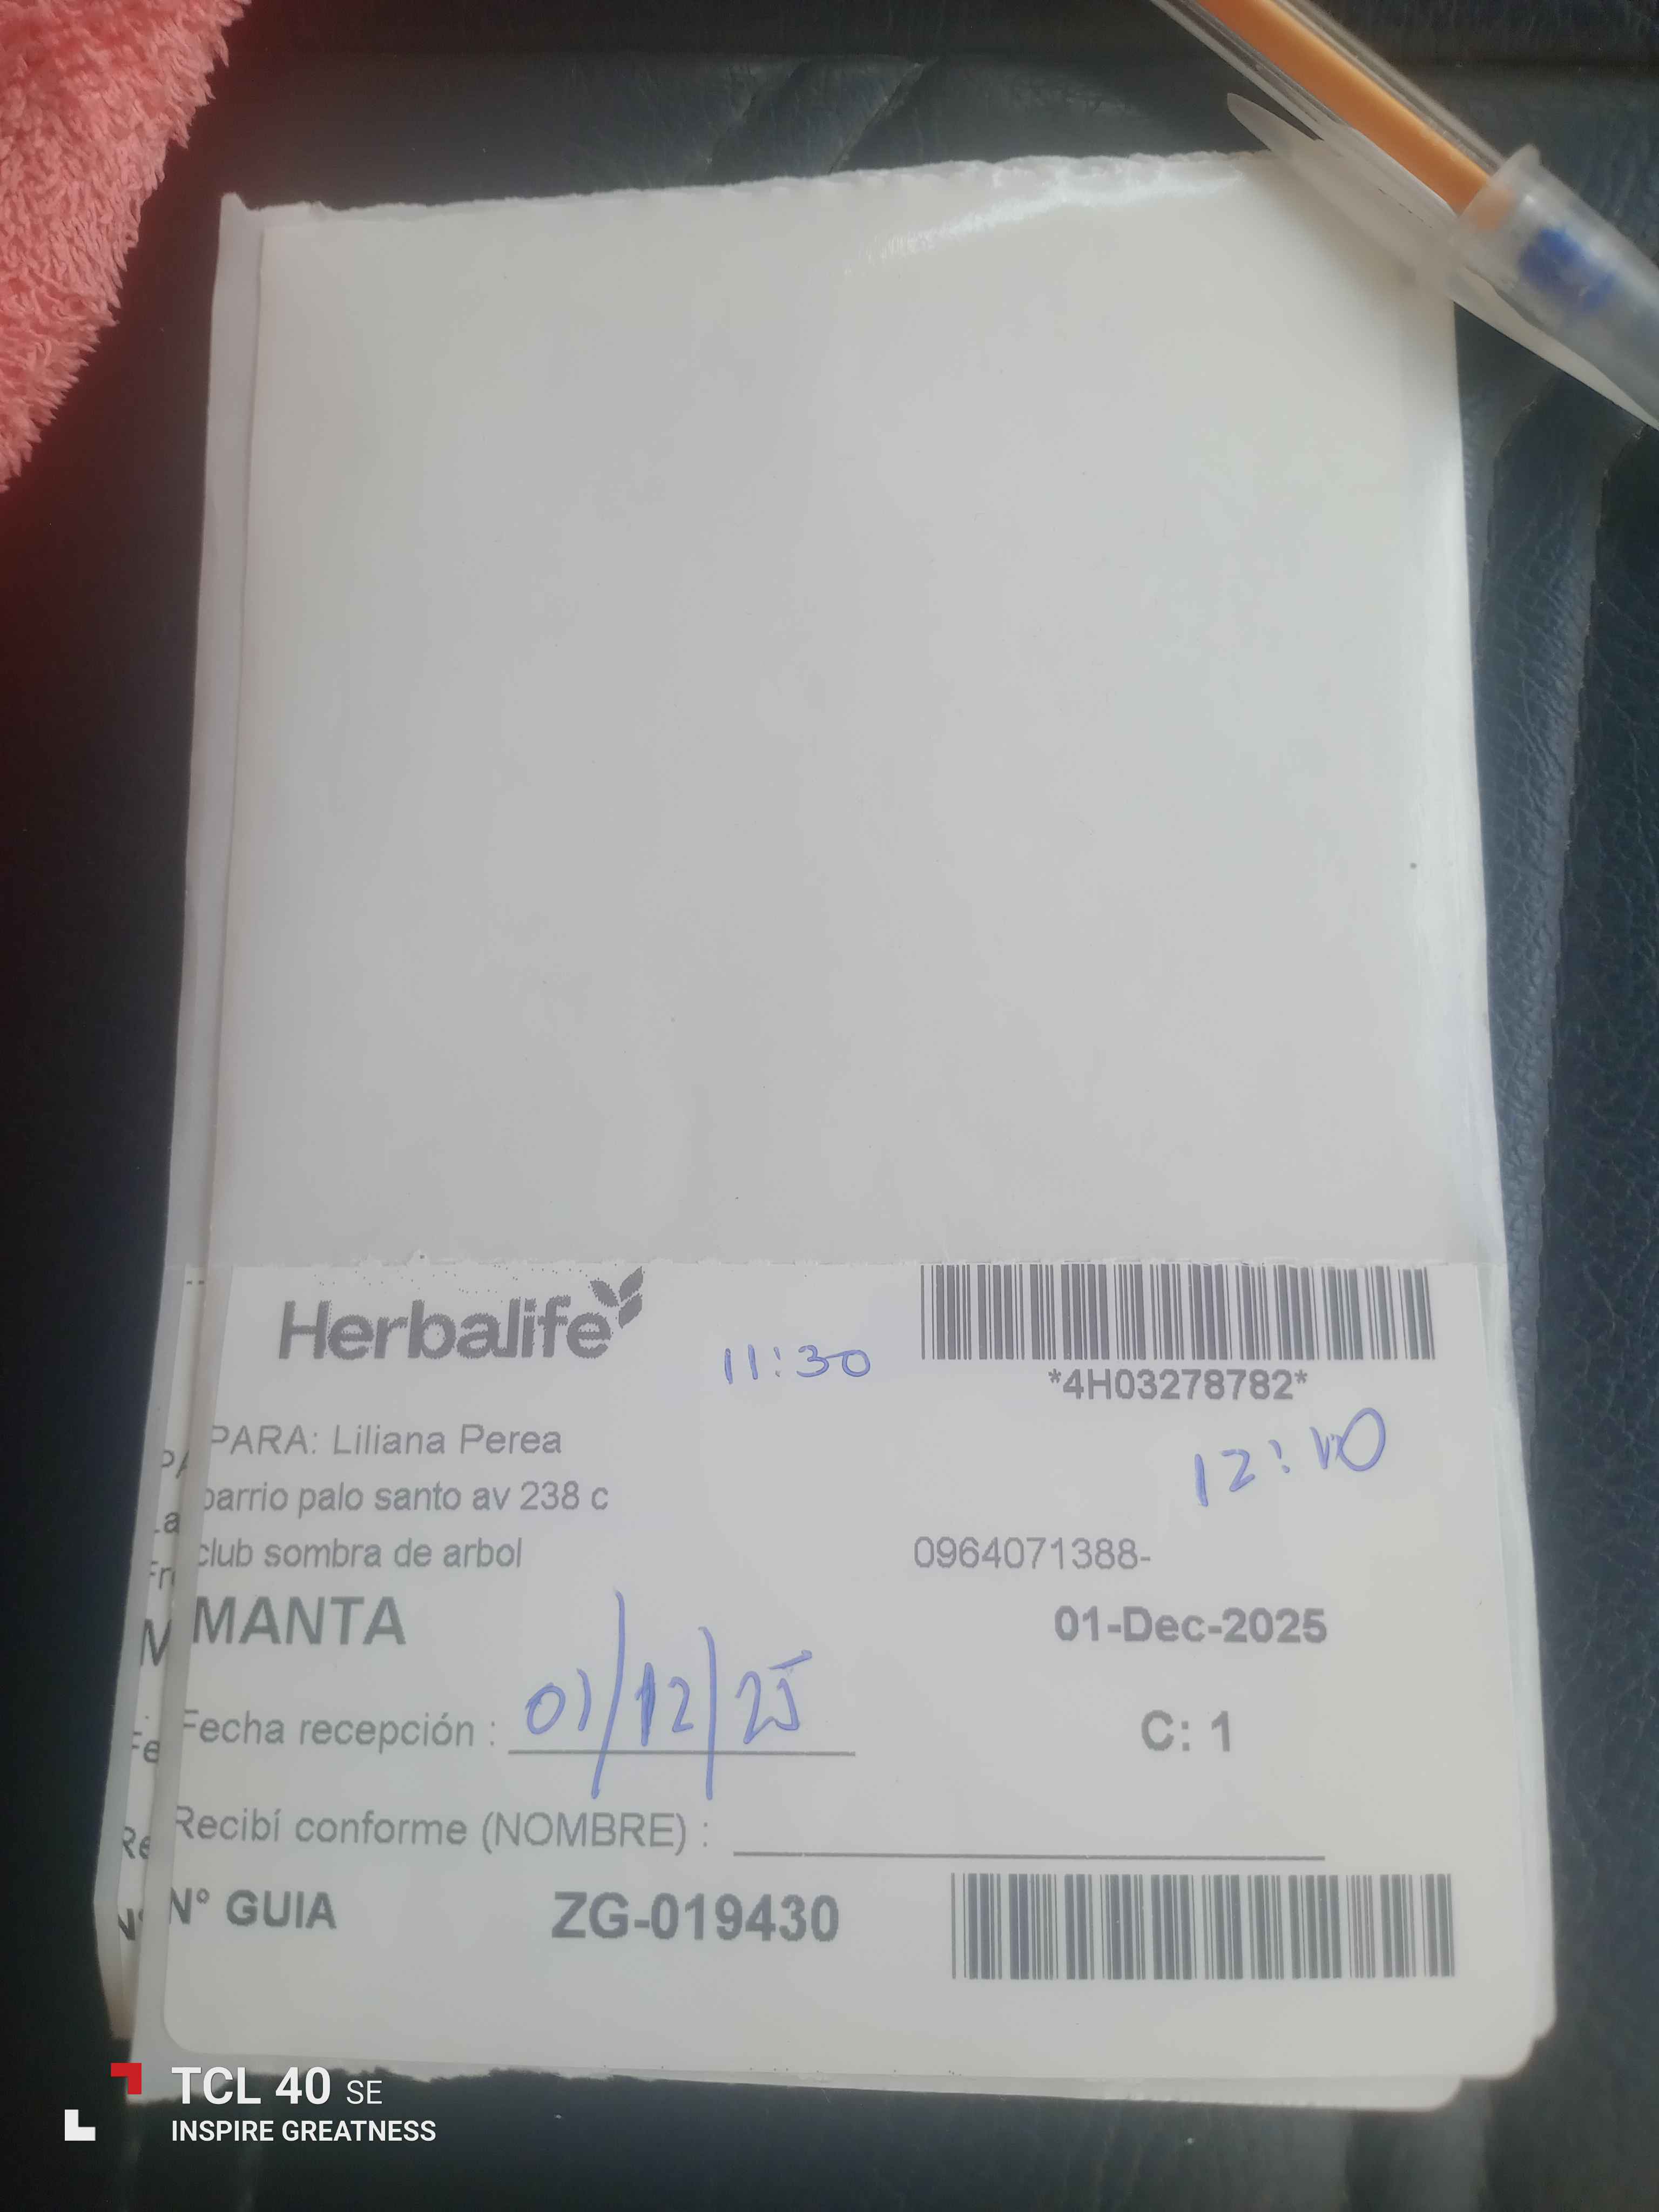 Herbalife
11:30
*4H03278782*
12:10
PARA: Liliana Perea
barrio palo santo av 238 c
club sombra de arbol
0964071388-
MANTA
01-Dec-2025
Fecha recepción : 01/12/25
C: 1
Recibí conforme (NOMBRE) :
N° GUIA ZG-019430
TCL 40 SE
INSPIRE GREATNESS